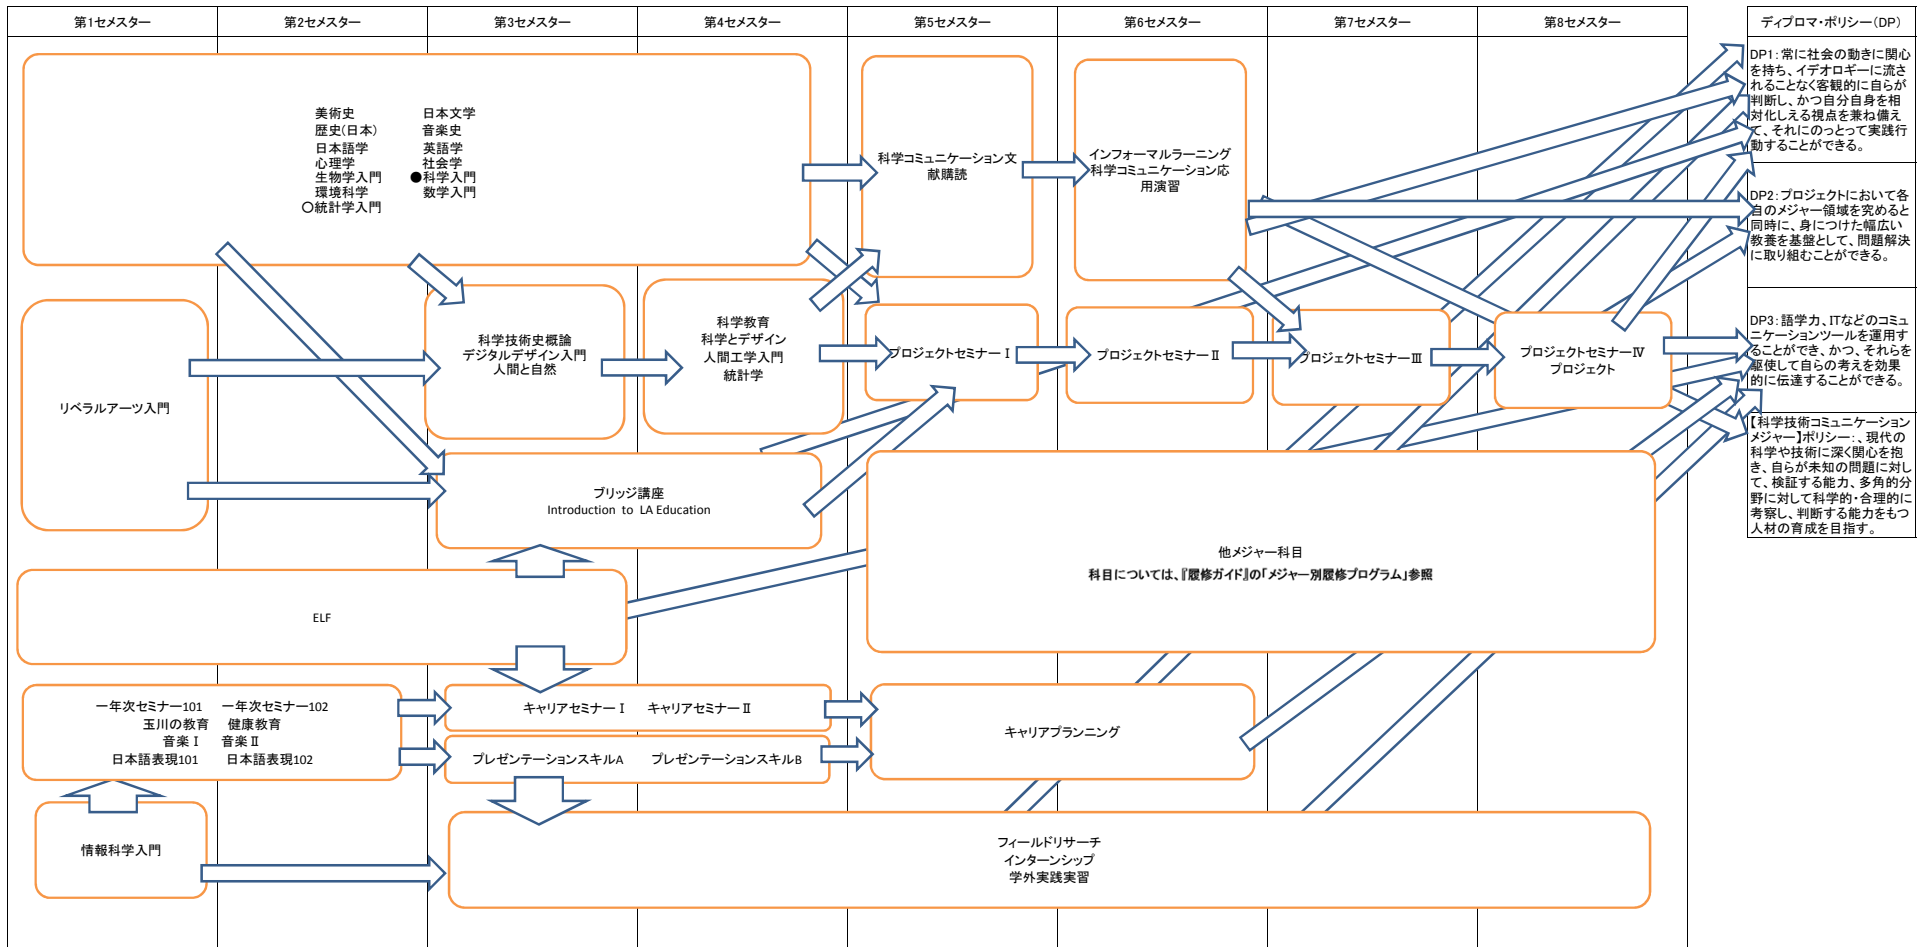 第1セメスター
第2セメスター
第3セメスター
第4セメスター
第5セメスター
第6セメスター
第7セメスター
第8セメスター
ディプロマ・ポリシー(DP)
美術史 日本文学
歴史(日本) 音楽史
日本語学 英語学
心理学 社会学
生物学入門 ●科学入門
環境科学 数学入門
○統計学入門
科学コミュニケーション文
献購読
インフォーマルラーニング
科学コミュニケーション応
用演習
リベラルアーツ入門
科学技術史概論
デジタルデザイン入門
人間と自然
科学教育
科学とデザイン
人間工学入門
統計学
プロジェクトセミナーⅠ
プロジェクトセミナーⅡ
プロジェクトセミナーⅢ
プロジェクトセミナーⅣ
プロジェクト
ブリッジ講座
Introduction to LA Education
他メジャー科目
科目については、『履修ガイド』の「メジャー別履修プログラム」参照
ELF
一年次セミナー101 一年次セミナー102
玉川の教育 健康教育
音楽Ⅰ 音楽Ⅱ
日本語表現101 日本語表現102
キャリアセミナーⅠ キャリアセミナーⅡ
プレゼンテーションスキルA プレゼンテーションスキルB
キャリアプランニング
情報科学入門
フィールドリサーチ
インターンシップ
学外実践実習
DP1:常に社会の動きに関心
を持ち、イデオロギーに流さ
れることなく客観的に自らが
判断し、かつ自分自身を相
対化しえる視点を兼ね備え
て、それにのっとって実践行
動することができる。
DP2:プロジェクトにおいて各
自のメジャー領域を究めると
同時に、身につけた幅広い
教養を基盤として、問題解決
に取り組むことができる。
DP3:語学力、ITなどのコミュ
ニケーションツールを運用す
ることができ、かつ、それらを
駆使して自らの考えを効果
的に伝達することができる。
【科学技術コミュニケーション
メジャー】ポリシー:、現代の
科学や技術に深く関心を抱
き、自らが未知の問題に対し
て、検証する能力、多角的分
野に対して科学的・合理的に
考察し、判断する能力をもつ
人材の育成を目指す。